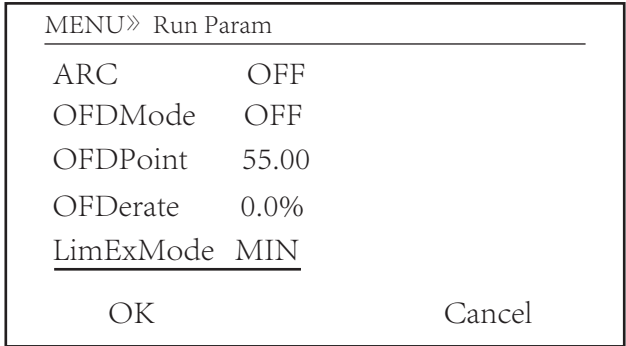 MENU» Run Param
ARC OFF
OFDMode OFF
OFDPoint 55.00
OFDerate 0.0%
LimExMode MIN
OK Cancel